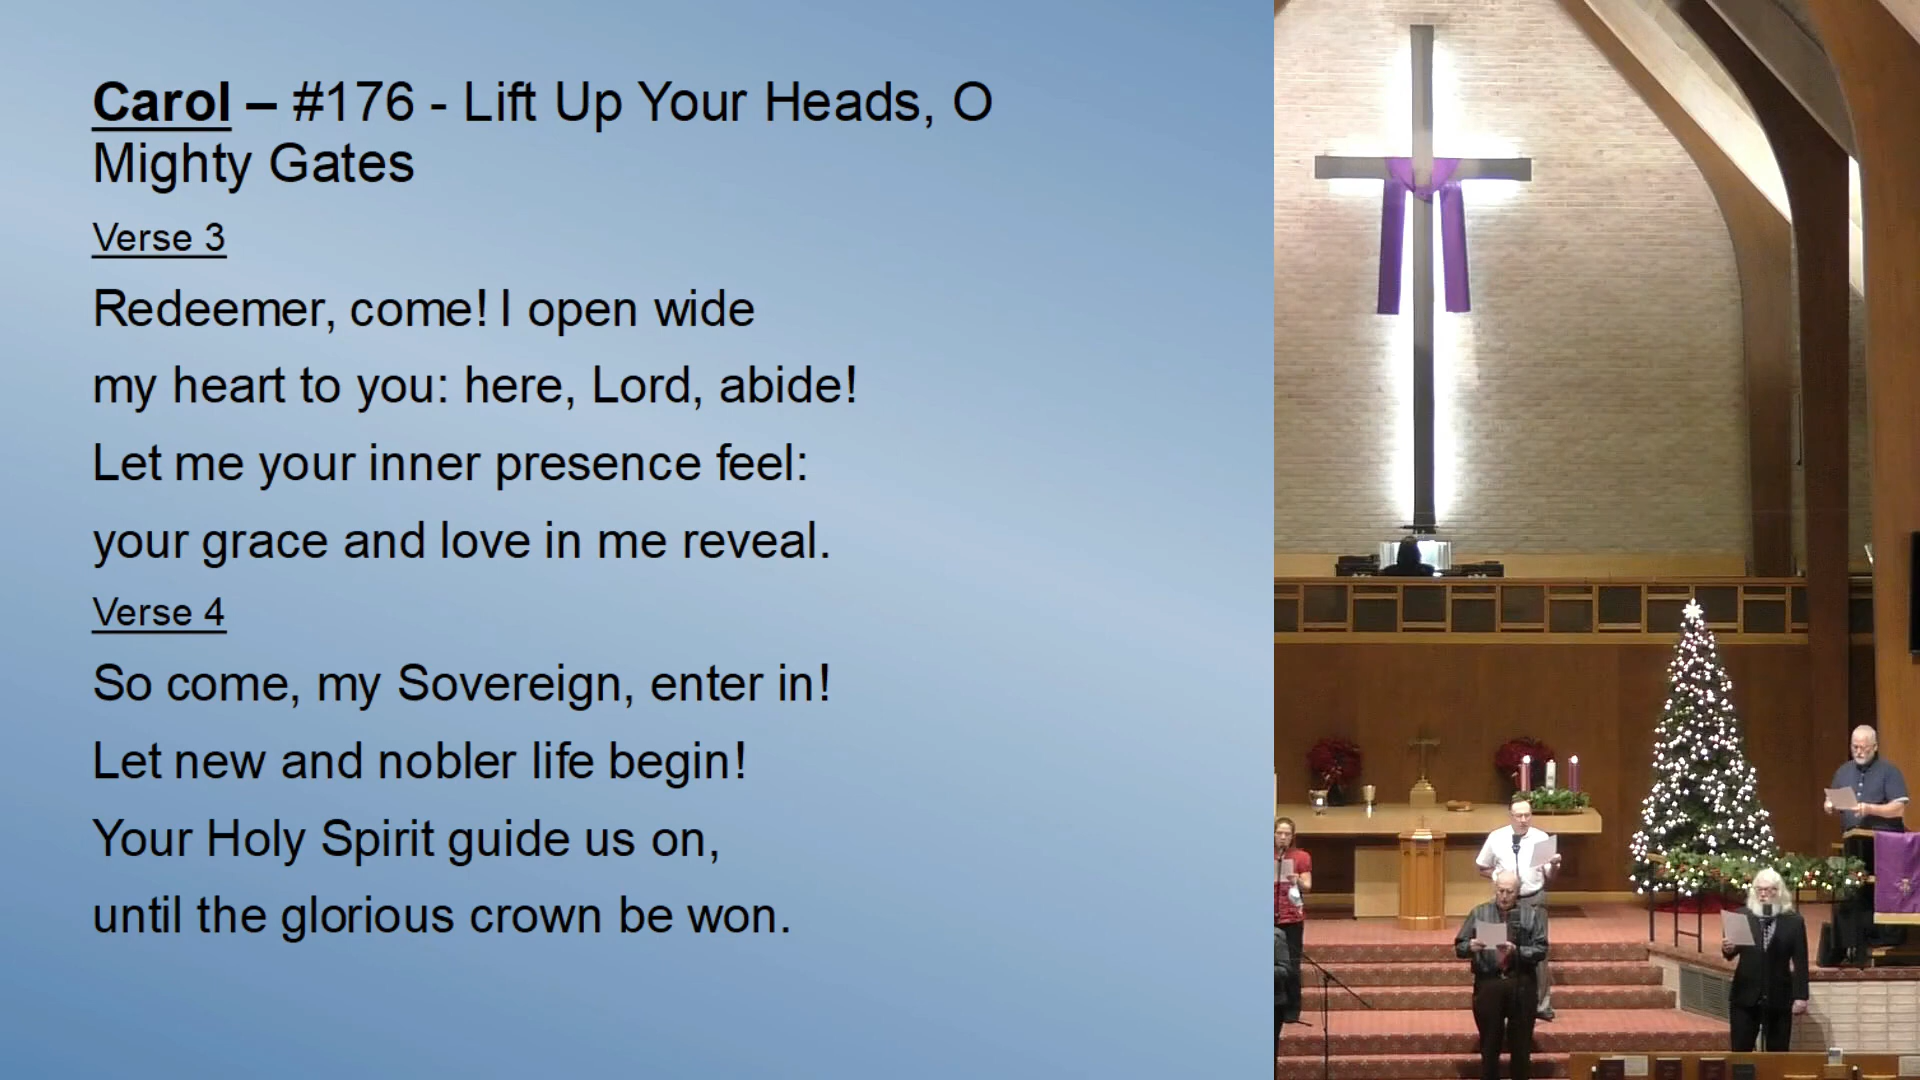 Carol – #176 - Lift Up Your Heads, O
Mighty Gates
Verse 3
Redeemer, come! I open wide
my heart to you: here, Lord, abide!
Let me your inner presence feel:
your grace and love in me reveal.
Verse 4
So come, my Sovereign, enter in!
Let new and nobler life begin!
Your Holy Spirit guide us on,
until the glorious crown be won.